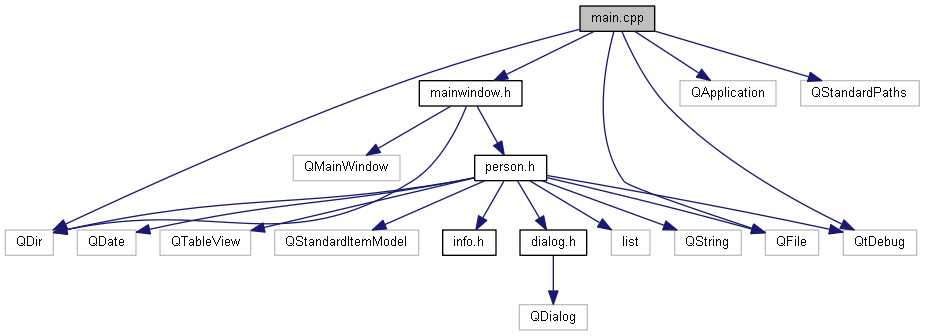 main.cpp
mainwindow.h
QApplication
QStandardPaths
QMainWindow
person.h
QDir
QDate
QTableView
QStandardItemModel
info.h
dialog.h
list
QString
QFile
QtDebug
QDialog